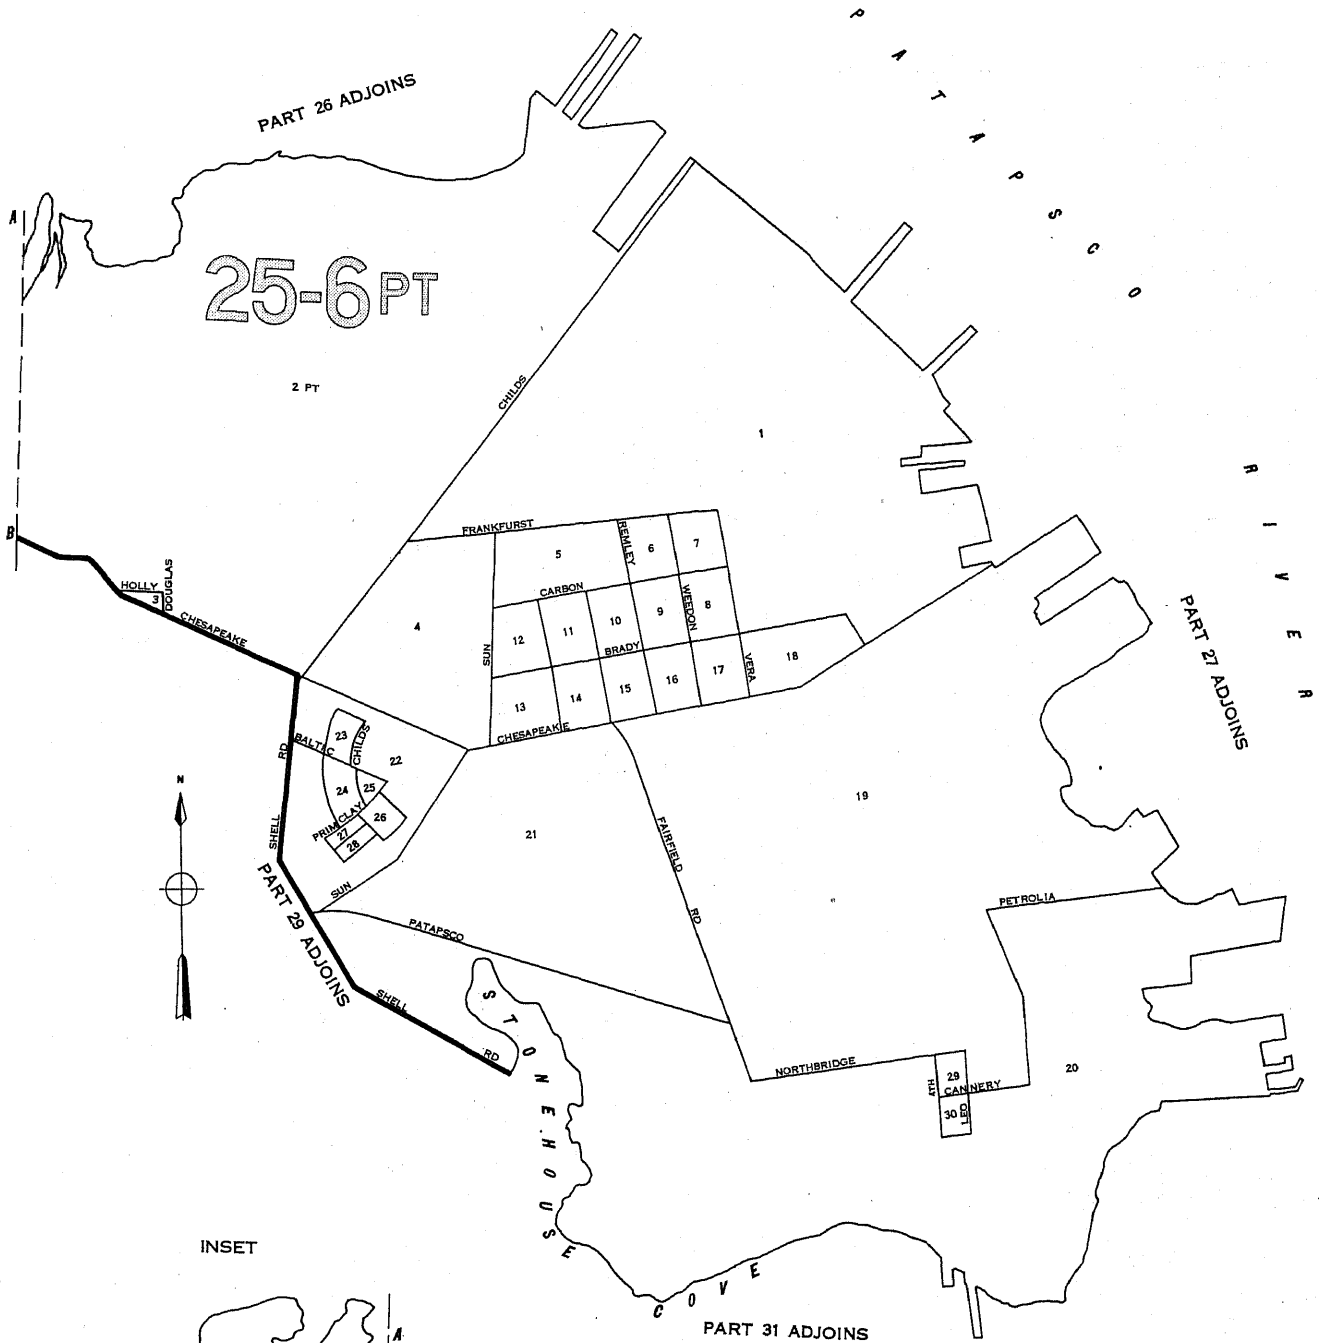 PATAPSCO
RIVER
PART 26 ADJOINS
A
25-6 PT
2 PT
CHILDS
1
B
FRANKFURST
REMLEY
6
7
5
HOLLY
3
DOUGLAS
CARBON
WEEDON
CHESAPEAKE
4
SUN
12
11
10
9
8
BRADY
PART 27 ADJOINS
13
14
15
16
17
VERA
18
CHESAPEAKE
RD
BALTIC
23
CHILDS
22
N
24
25
19
PRIM
CLAY
26
27
28
SHELL
21
FAIRFIELD
RD
SUN
PART 29 ADJOINS
PATAPSCO
PETROLIA
SHELL
RD
STONEHOUSE
COVE
NORTHBRIDGE
4TH
29
CANNERY
20
30
LEO
INSET
A
PART 31 ADJOINS